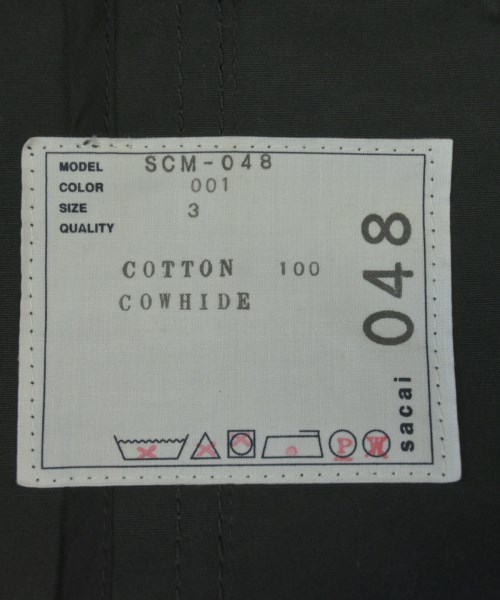 MODEL SCM-048
COLOR 001
SIZE 3
QUALITY
COTTON 100
COWHIDE
sacai 048
P W